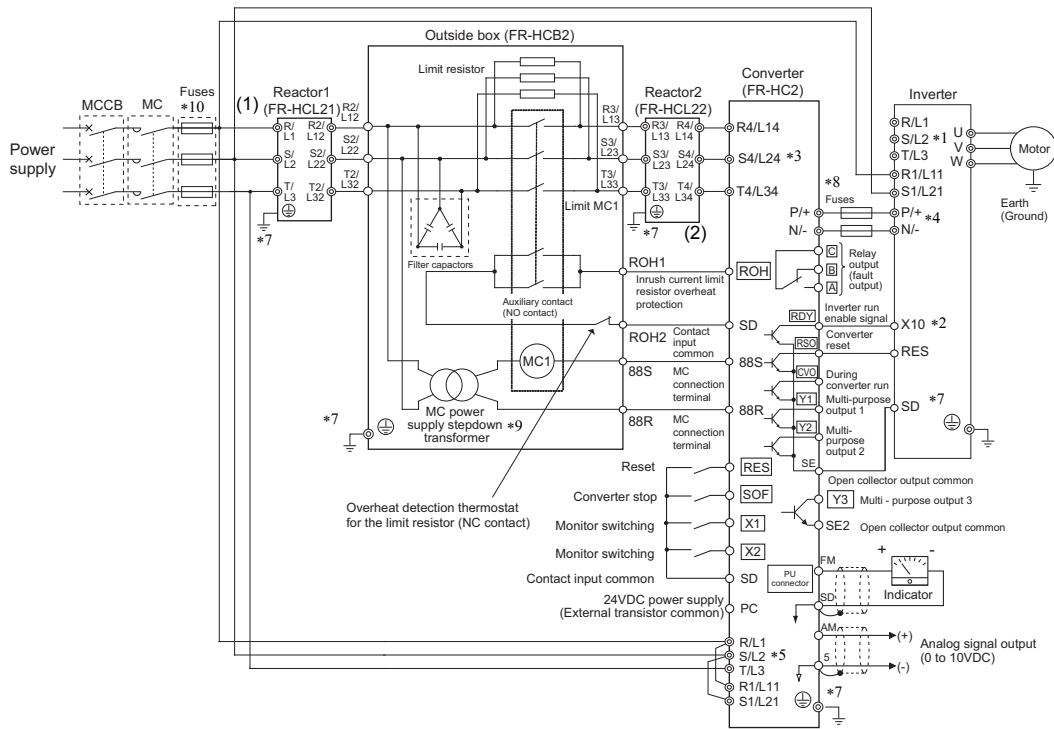 Outside box (FR-HCB2)
Limit resistor
Fuses
*10
(1)
MCCB
MC
Reactor1
(FR-HCL21)
R2/
L12
S2/
L22
T2/
L32
Power
supply
R/
L1
R2/
L12
S/
L2
S2/
L22
T/
L3
T2/
L32
*7
Filter capactors
Auxiliary contact
(NO contact)
R3/
L13
S3/
L23
T3/
L33
Limit MC1
Reactor2
(FR-HCL22)
R3/
L13
R4/
L14
S3/
L23
S4/
L24
T3/
L33
T4/
L34
*7
(2)
Converter
(FR-HC2)
R4/L14
S4/L24 *3
T4/L34
*8
Fuses
P/+
N/-
Inverter
R/L1
S/L2 *1
T/L3
R1/L11
S1/L21
P/+
*4
N/-
U
V
W
Motor
Earth
(Ground)
C
B
A
Relay
output
(fault
output)
ROH1
Inrush current limit
resistor overheat
protection
ROH
ROH2
Contact
input
common
SD
MC1
88S
MC
connection
terminal
88S
88R
MC
connection
terminal
88R
MC power
supply stepdown *9
transformer
*7
RDY
Inverter run
enable signal
X10 *2
RSO
Converter
reset
RES
CVO
During
converter run
Y1
Multi-purpose
output 1
Y2
Multi-
purpose
output 2
SE
SD
*7
Open collector output common
Y3
Multi - purpose output 3
SE2
Open collector output common
Overheat detection thermostat
for the limit resistor (NC contact)
Reset
RES
Converter stop
SOF
Monitor switching
X1
Monitor switching
X2
Contact input common
SD
24VDC power supply
(External transistor common)
PC
PU
connector
FM
SD
+
-
Indicator
AM
5
(+)
(-)
Analog signal output
(0 to 10VDC)
R/L1
S/L2 *5
T/L3
R1/L11
S1/L21
*7